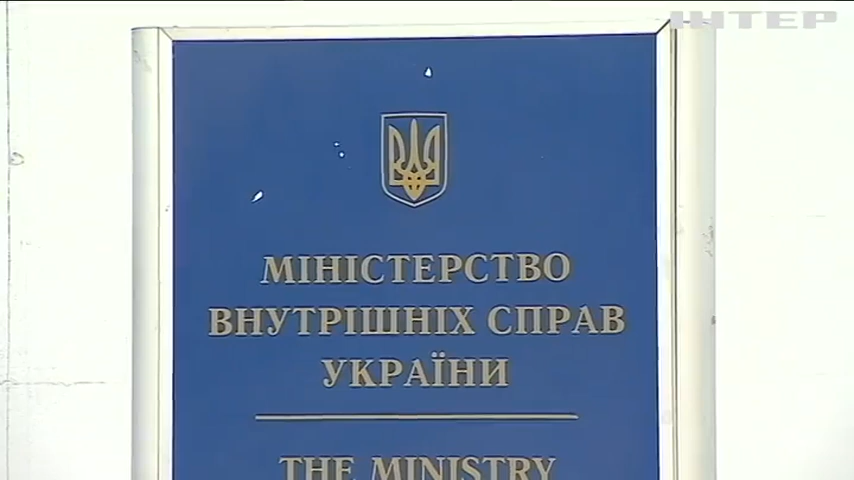 ІНТЕР
МІНІСТЕРСТВО
ВНУТРІШНІХ СПРАВ
УКРАЇНИ
THE MINISTRY